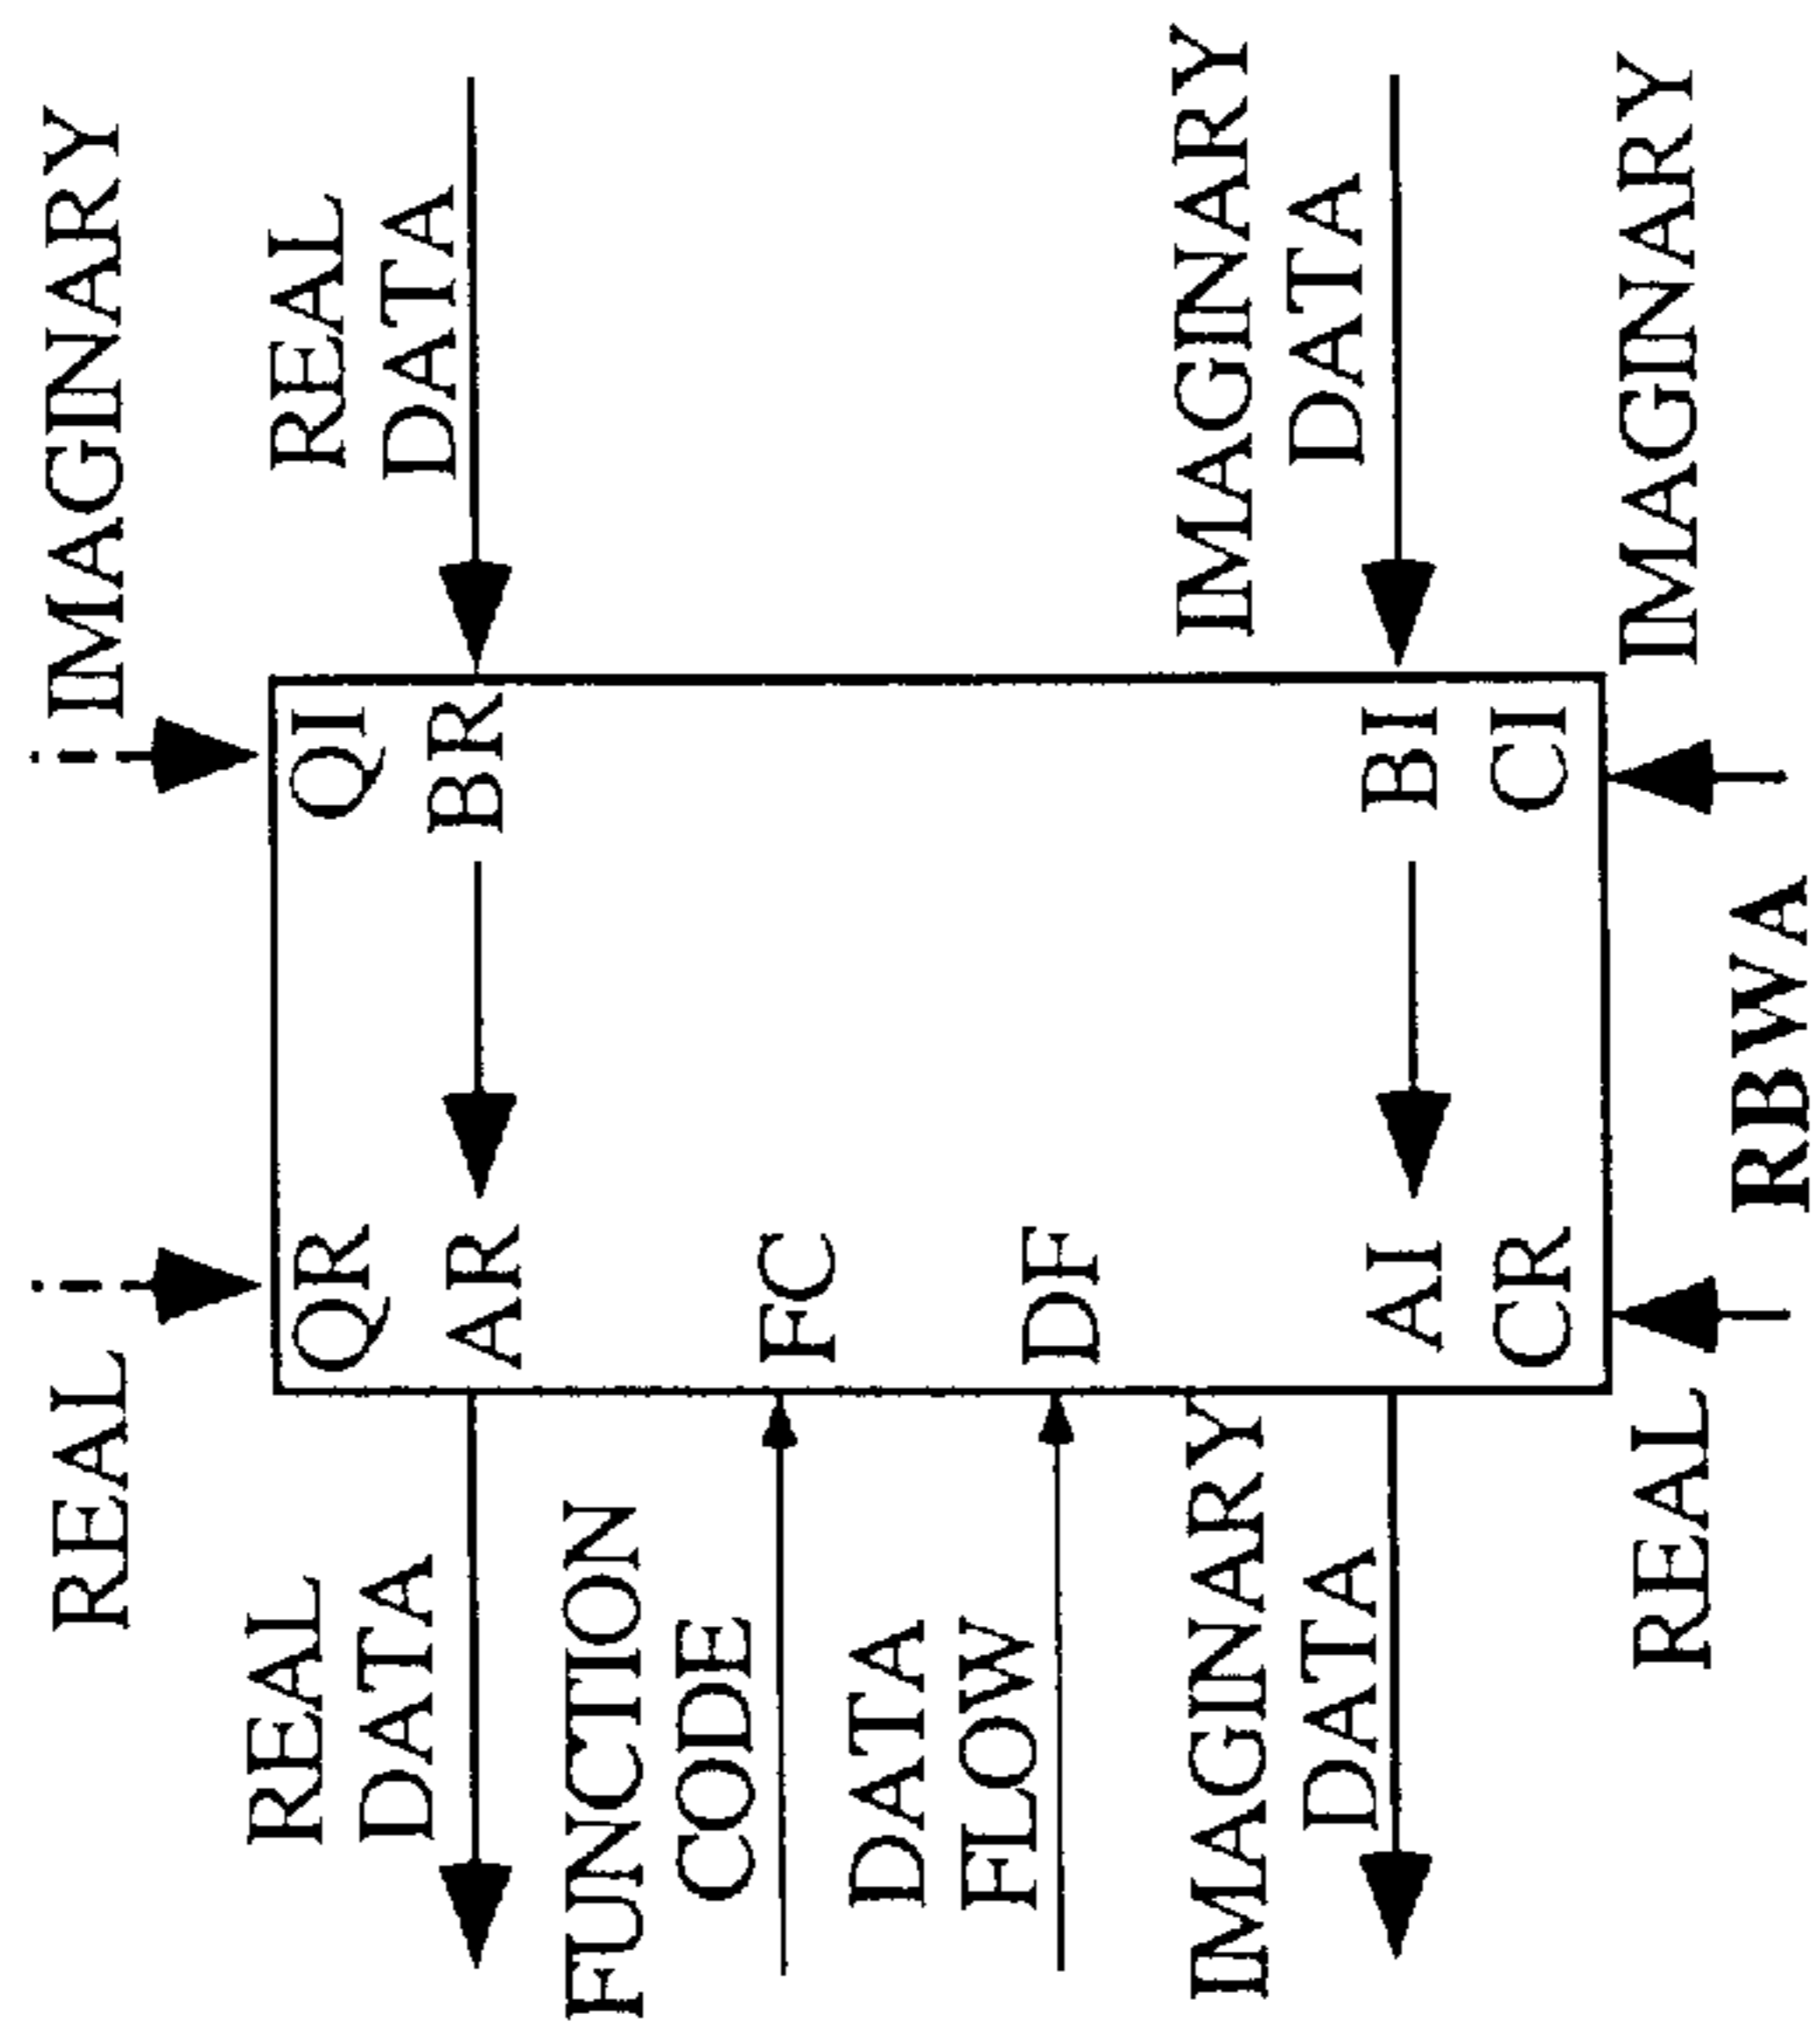 REAL
IMAGINARY
REAL
DATA
QR
QI
REAL
DATA
AR
BR
FUNCTION
CODE
FC
DATA
FLOW
DF
IMAGINARY
DATA
AI
BI
IMAGINARY
DATA
CR
CI
REAL
IMAGINARY
RBWA